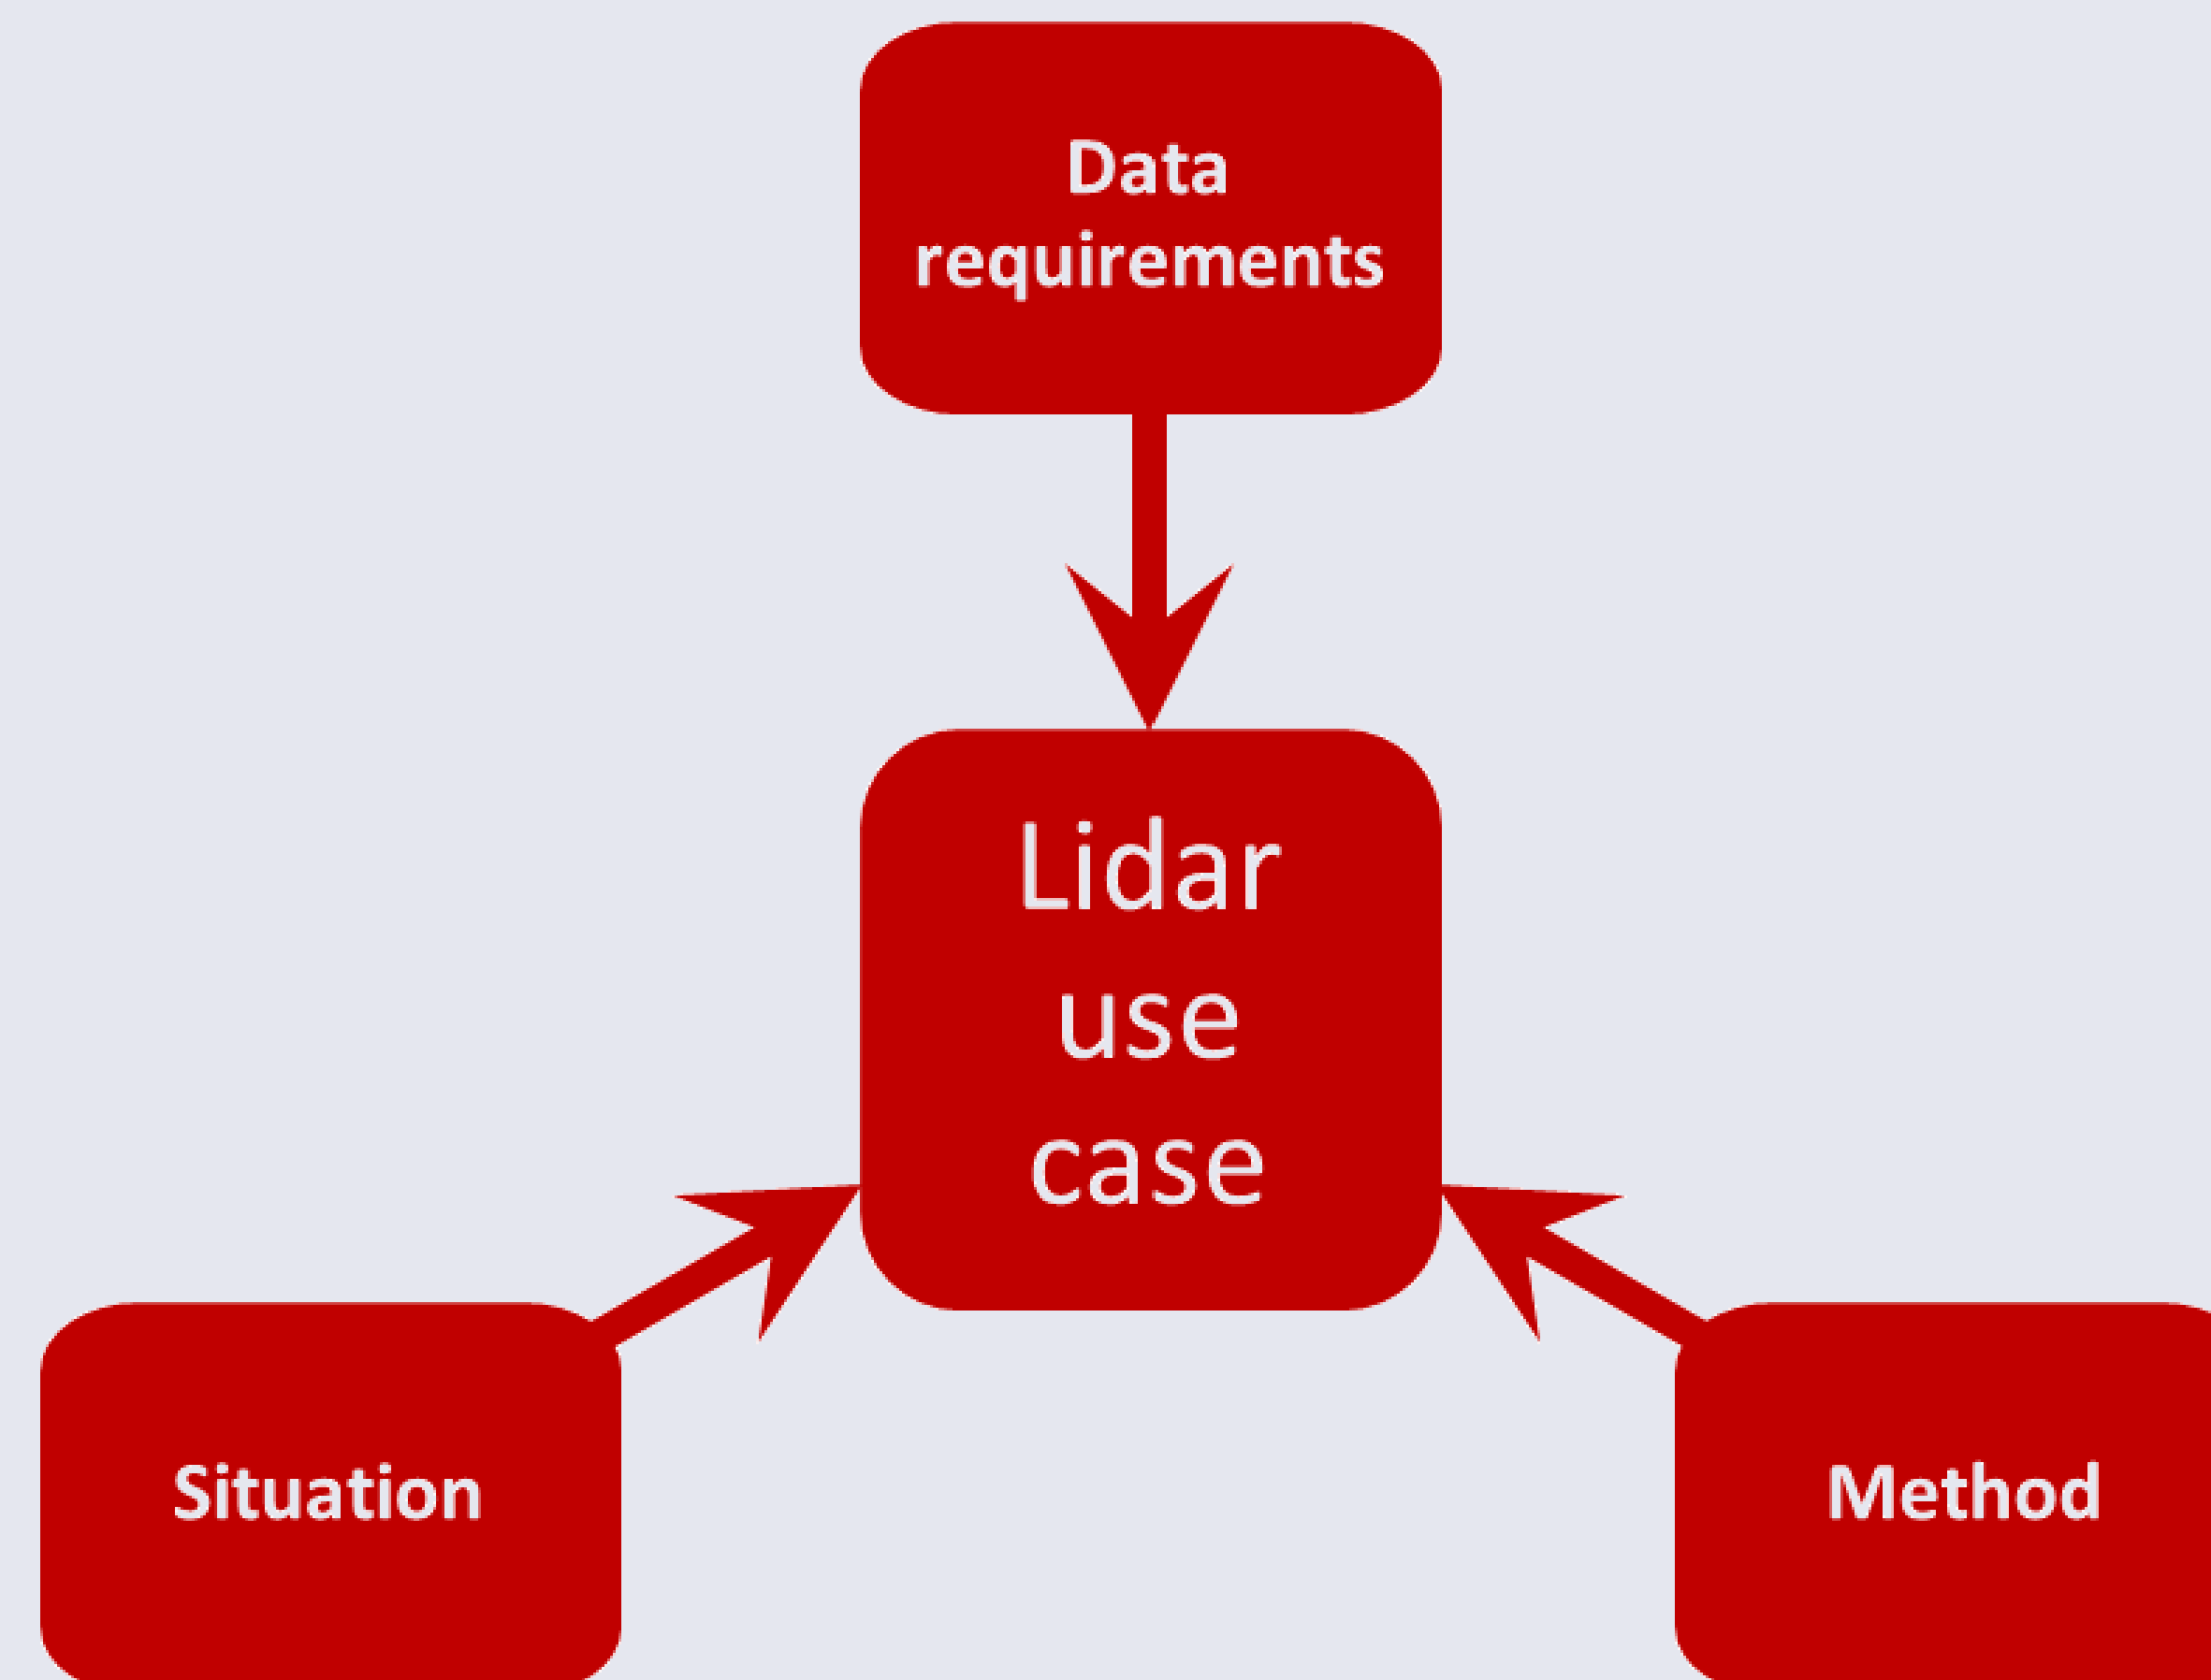 Data
requirements
Lidar
use
case
Situation
Method